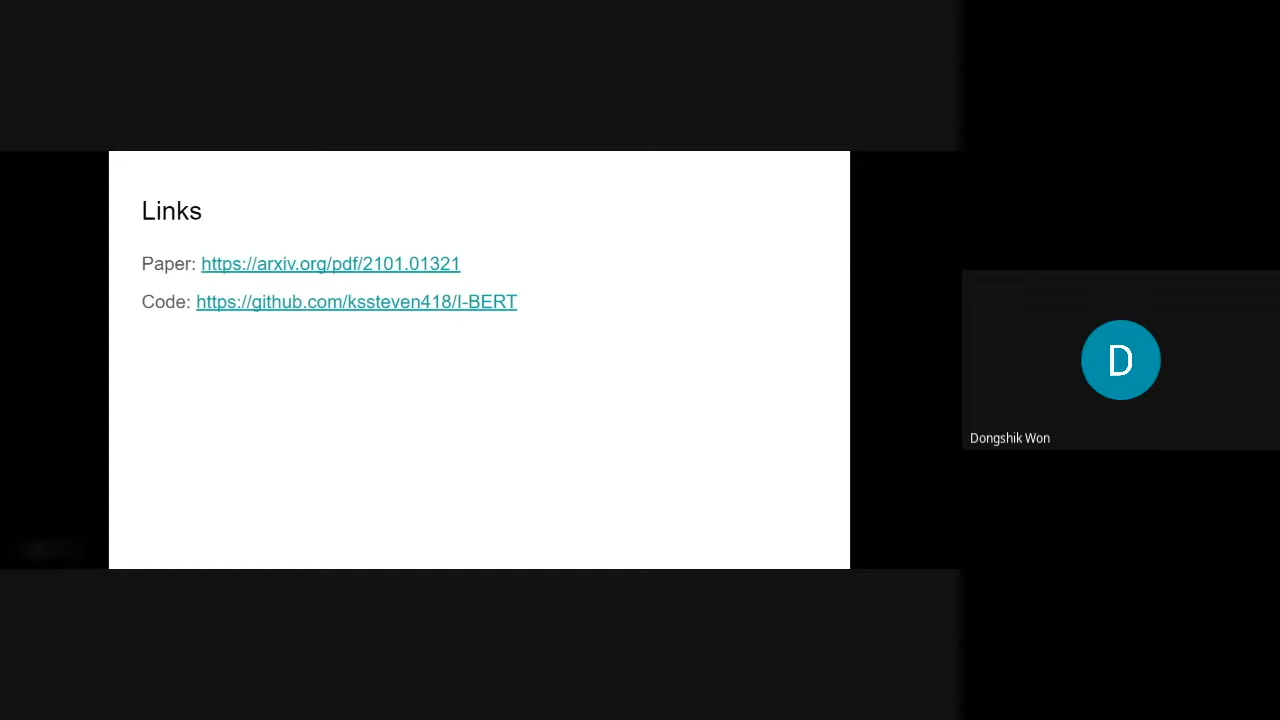 Links
Paper: https://arxiv.org/pdf/2101.01321
Code: https://github.com/kssteven418/I-BERT
D
Dongshik Won